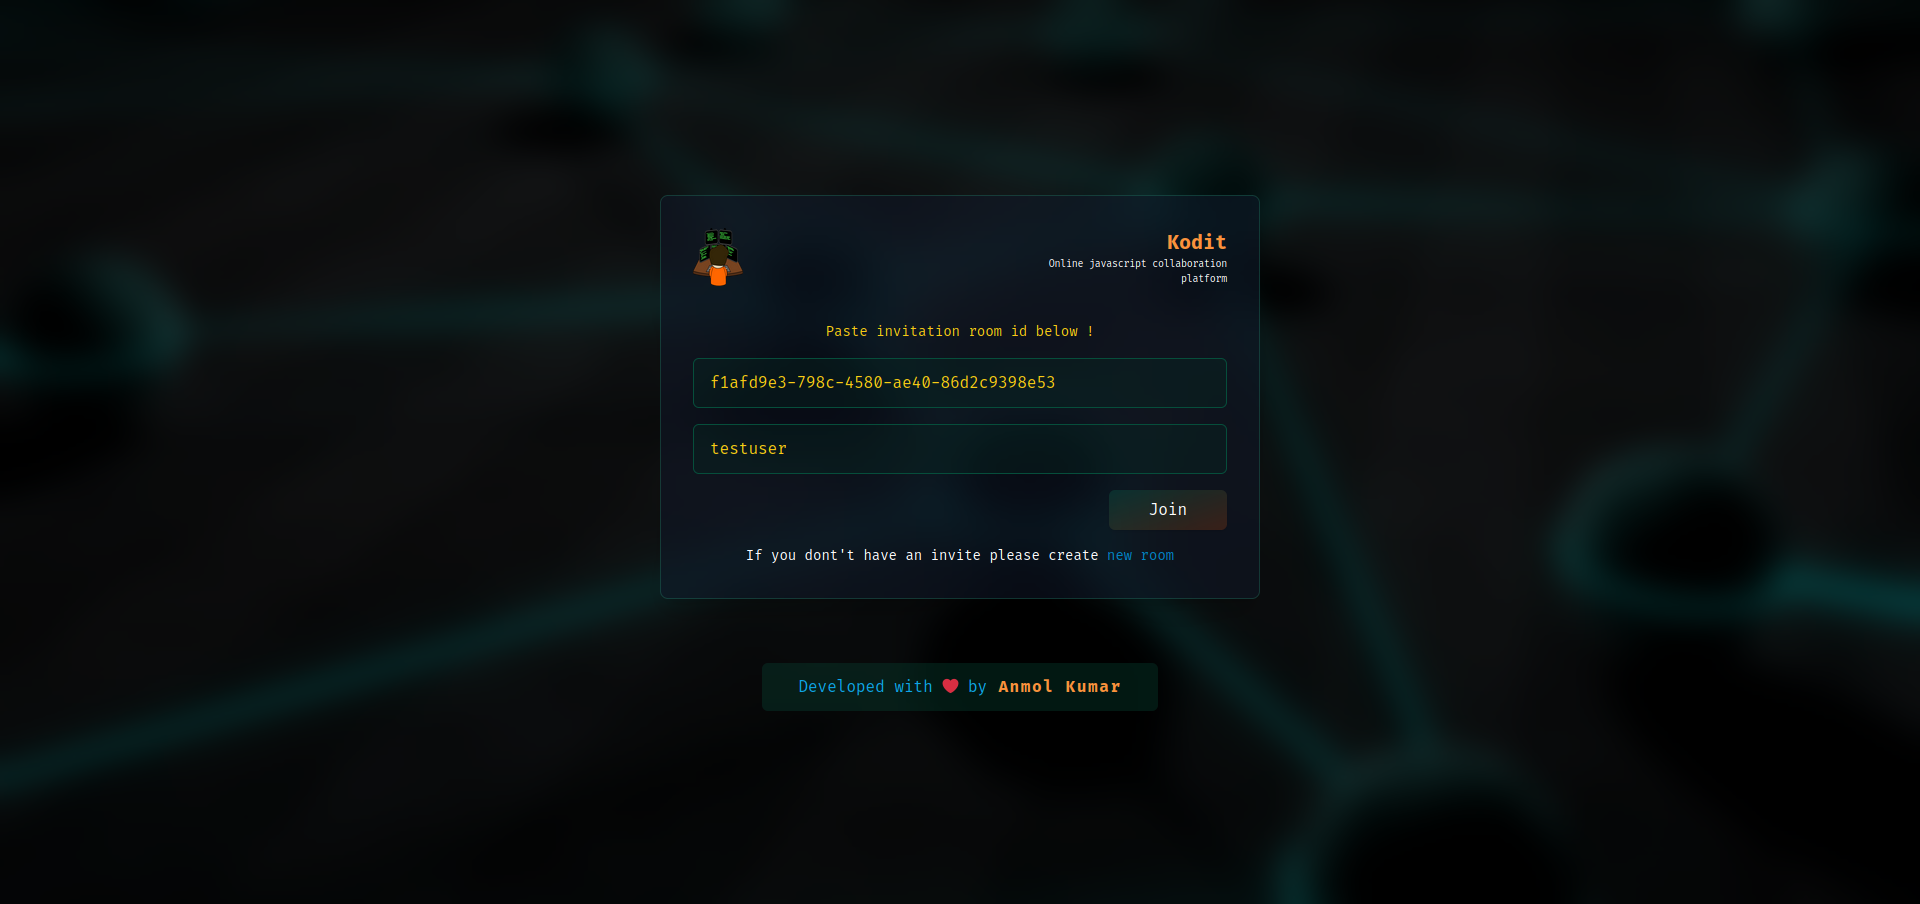 Kodit
Online javascript collaboration
platform
Paste invitation room id below !
f1afd9e3-798c-4580-ae40-86d2c9398e53
testuser
Join
If you dont't have an invite please create new room
Developed with ❤️ by Anmol Kumar